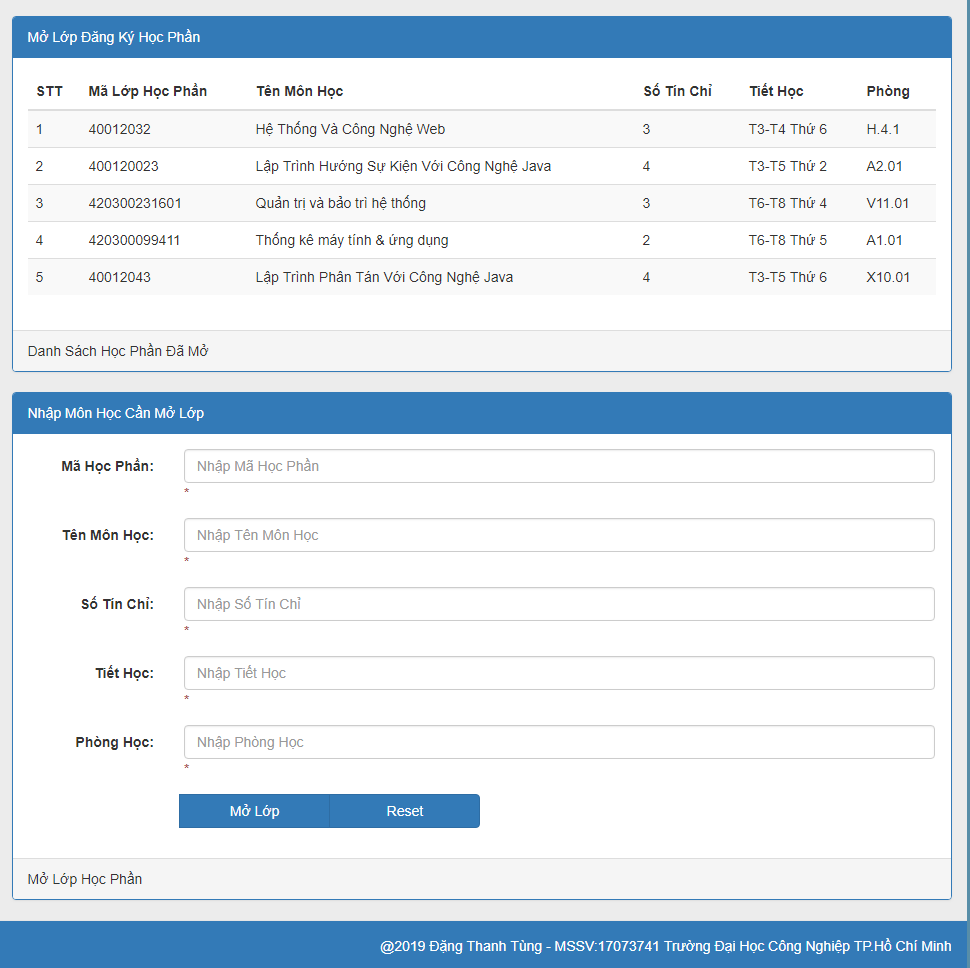 Mở Lớp Đăng Ký Học Phần
STT Mã Lớp Học Phần Tên Môn Học Số Tín Chỉ Tiết Học Phòng
1 40012032 Hệ Thống Và Công Nghệ Web 3 T3-T4 Thứ 6 H.4.1
2 400120023 Lập Trình Hướng Sự Kiện Với Công Nghệ Java 4 T3-T5 Thứ 2 A2.01
3 420300231601 Quản trị và bảo trì hệ thống 3 T6-T8 Thứ 4 V11.01
4 420300099411 Thống kê máy tính & ứng dụng 2 T6-T8 Thứ 5 A1.01
5 40012043 Lập Trình Phân Tán Với Công Nghệ Java 4 T3-T5 Thứ 6 X10.01
Danh Sách Học Phần Đã Mở
Nhập Môn Học Cần Mở Lớp
Mã Học Phần: Nhập Mã Học Phần
*
Tên Môn Học: Nhập Tên Môn Học
*
Số Tín Chỉ: Nhập Số Tín Chỉ
*
Tiết Học: Nhập Tiết Học
*
Phòng Học: Nhập Phòng Học
*
Mở Lớp Reset
Mở Lớp Học Phần
@2019 Đặng Thanh Tùng - MSSV:17073741 Trường Đại Học Công Nghiệp TP.Hồ Chí Minh